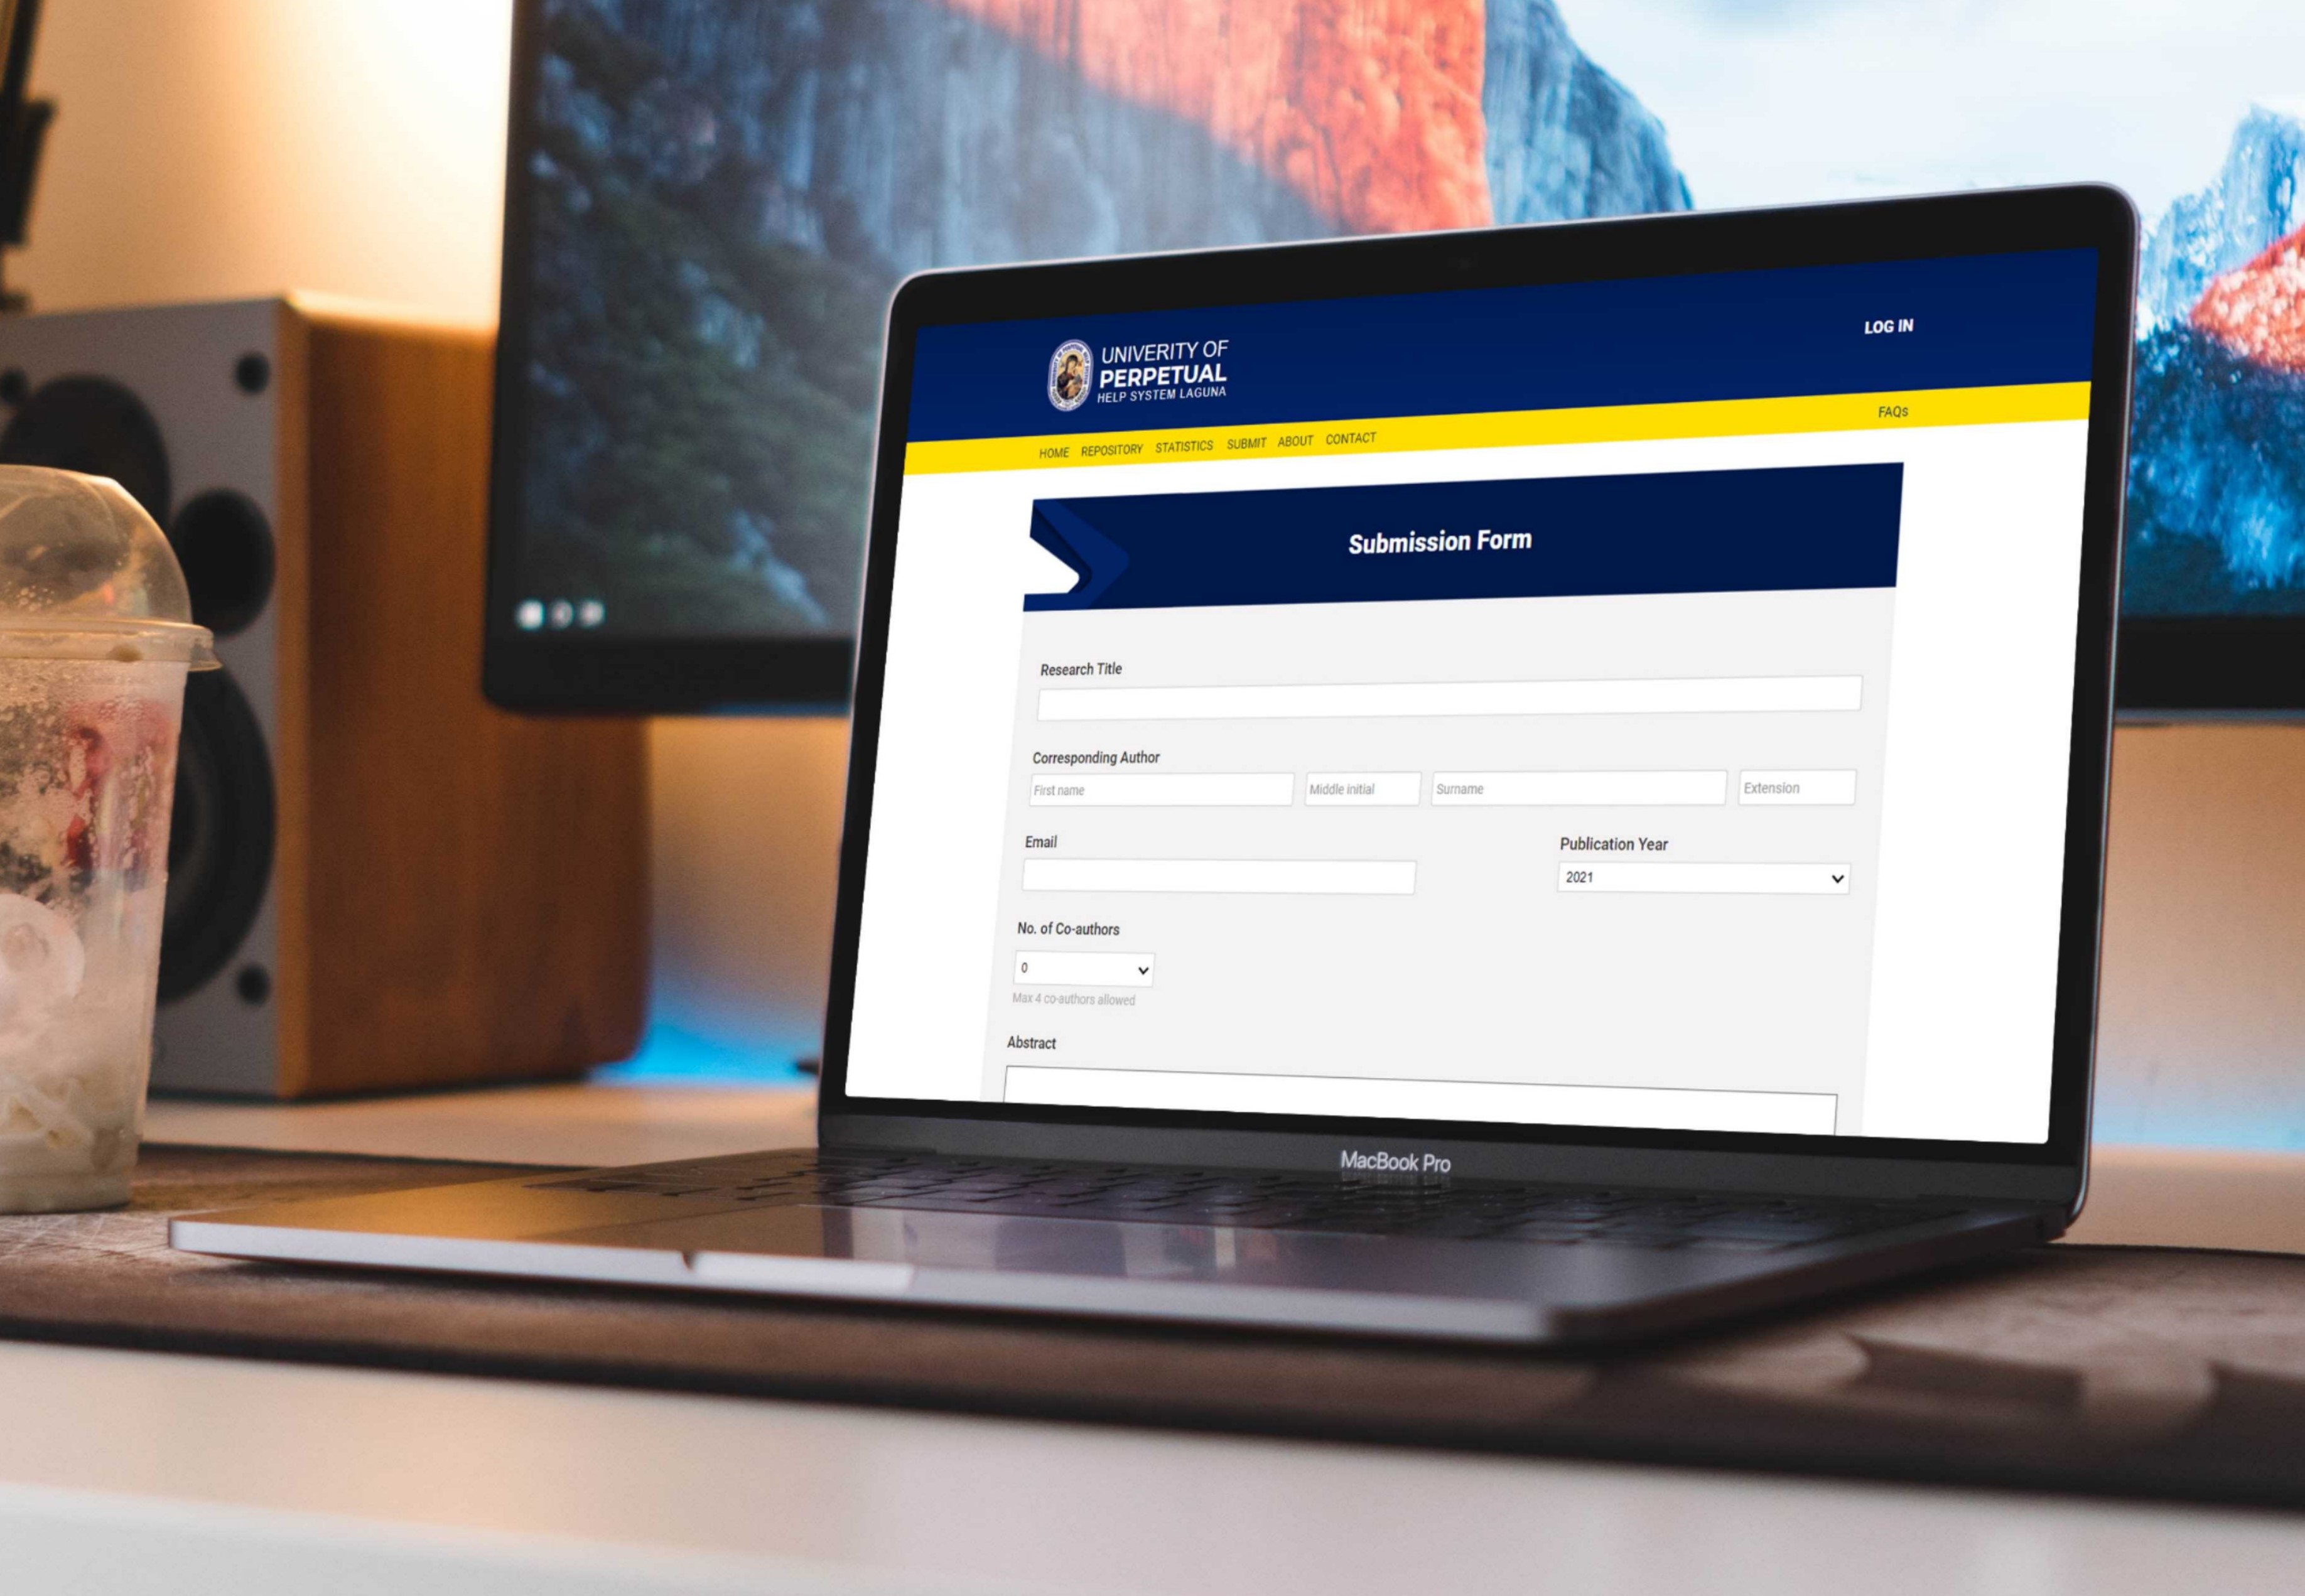 UNIVERITY OF
PERPETUAL
HELP SYSTEM LAGUNA
LOG IN
HOME REPOSITORY STATISTICS SUBMIT ABOUT CONTACT
FAQs
Submission Form
Research Title
Corresponding Author
First name Middle initial Surname Extension
Email
Publication Year
2021
No. of Co-authors
0
Max 4 co-authors allowed
Abstract
MacBook Pro